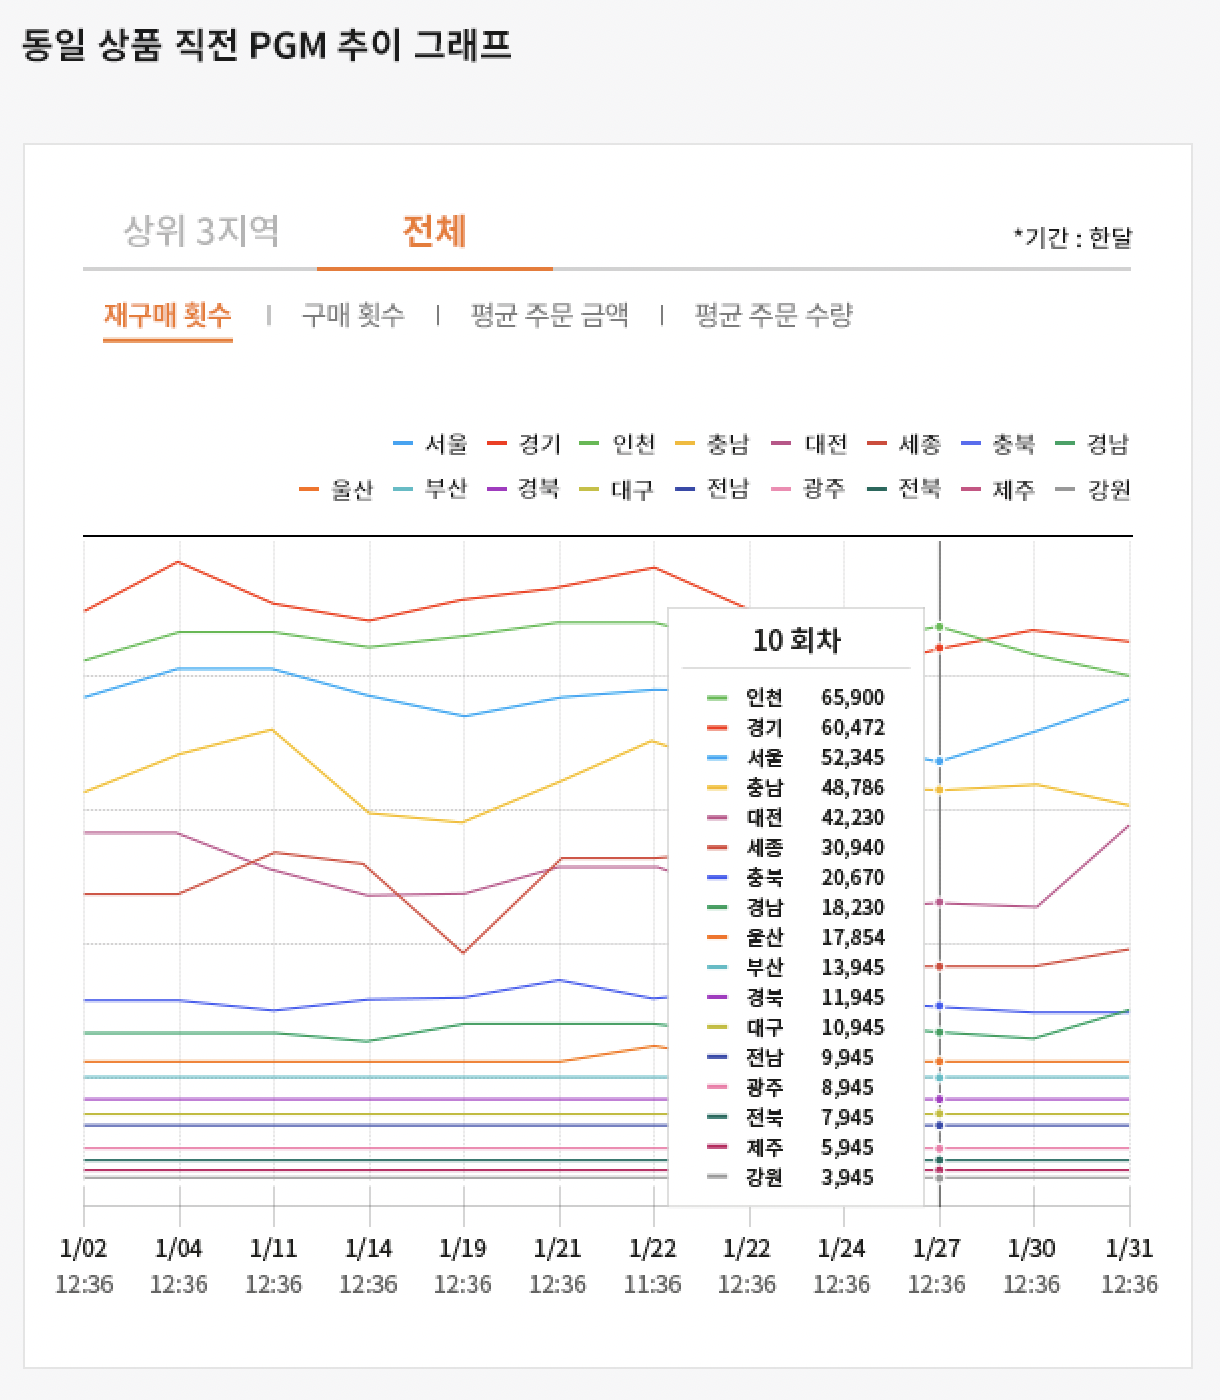 동일 상품 직전 PGM 추이 그래프
상위 3지역 전체 *기간 : 한달
재구매 횟수 | 구매 횟수 | 평균 주문 금액 | 평균 주문 수량
서울 경기 인천 충남 대전 세종 충북 경남
울산 부산 경북 대구 전남 광주 전북 제주 강원
10 회차
인천 65,900
경기 60,472
서울 52,345
충남 48,786
대전 42,230
세종 30,940
충북 20,670
경남 18,230
울산 17,854
부산 13,945
경북 11,945
대구 10,945
전남 9,945
광주 8,945
전북 7,945
제주 5,945
강원 3,945
1/02 1/04 1/11 1/14 1/19 1/21 1/22 1/22 1/24 1/27 1/30 1/31
12:36 12:36 12:36 12:36 12:36 12:36 11:36 12:36 12:36 12:36 12:36 12:36